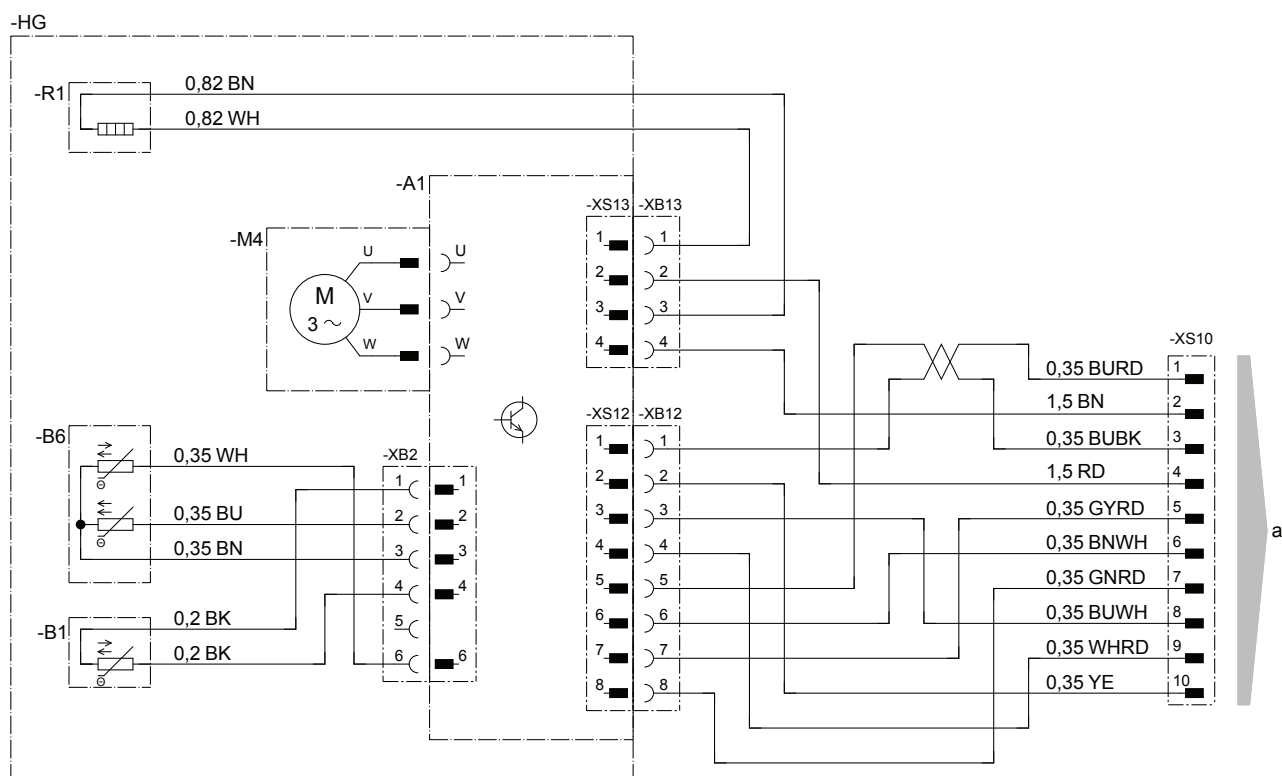 -HG
-R1
0,82 BN
0,82 WH
-A1
-XS13 -XB13
1 1
2 2
3 3
4 4
-M4
M
3 ~
U U
V V
W W
-XS12 -XB12
1 1
2 2
3 3
4 4
5 5
6 6
7 7
8 8
-B6
0,35 WH
0,35 BU
0,35 BN
Θ
Θ
-XB2
1 1
2 2
3 3
4 4
5
6 6
-B1
0,2 BK
0,2 BK
Θ
-XS10
0,35 BURD 1
1,5 BN 2
0,35 BUBK 3
1,5 RD 4
0,35 GYRD 5
0,35 BNWH 6
0,35 GNRD 7
0,35 BUWH 8
0,35 WHRD 9
0,35 YE 10
a